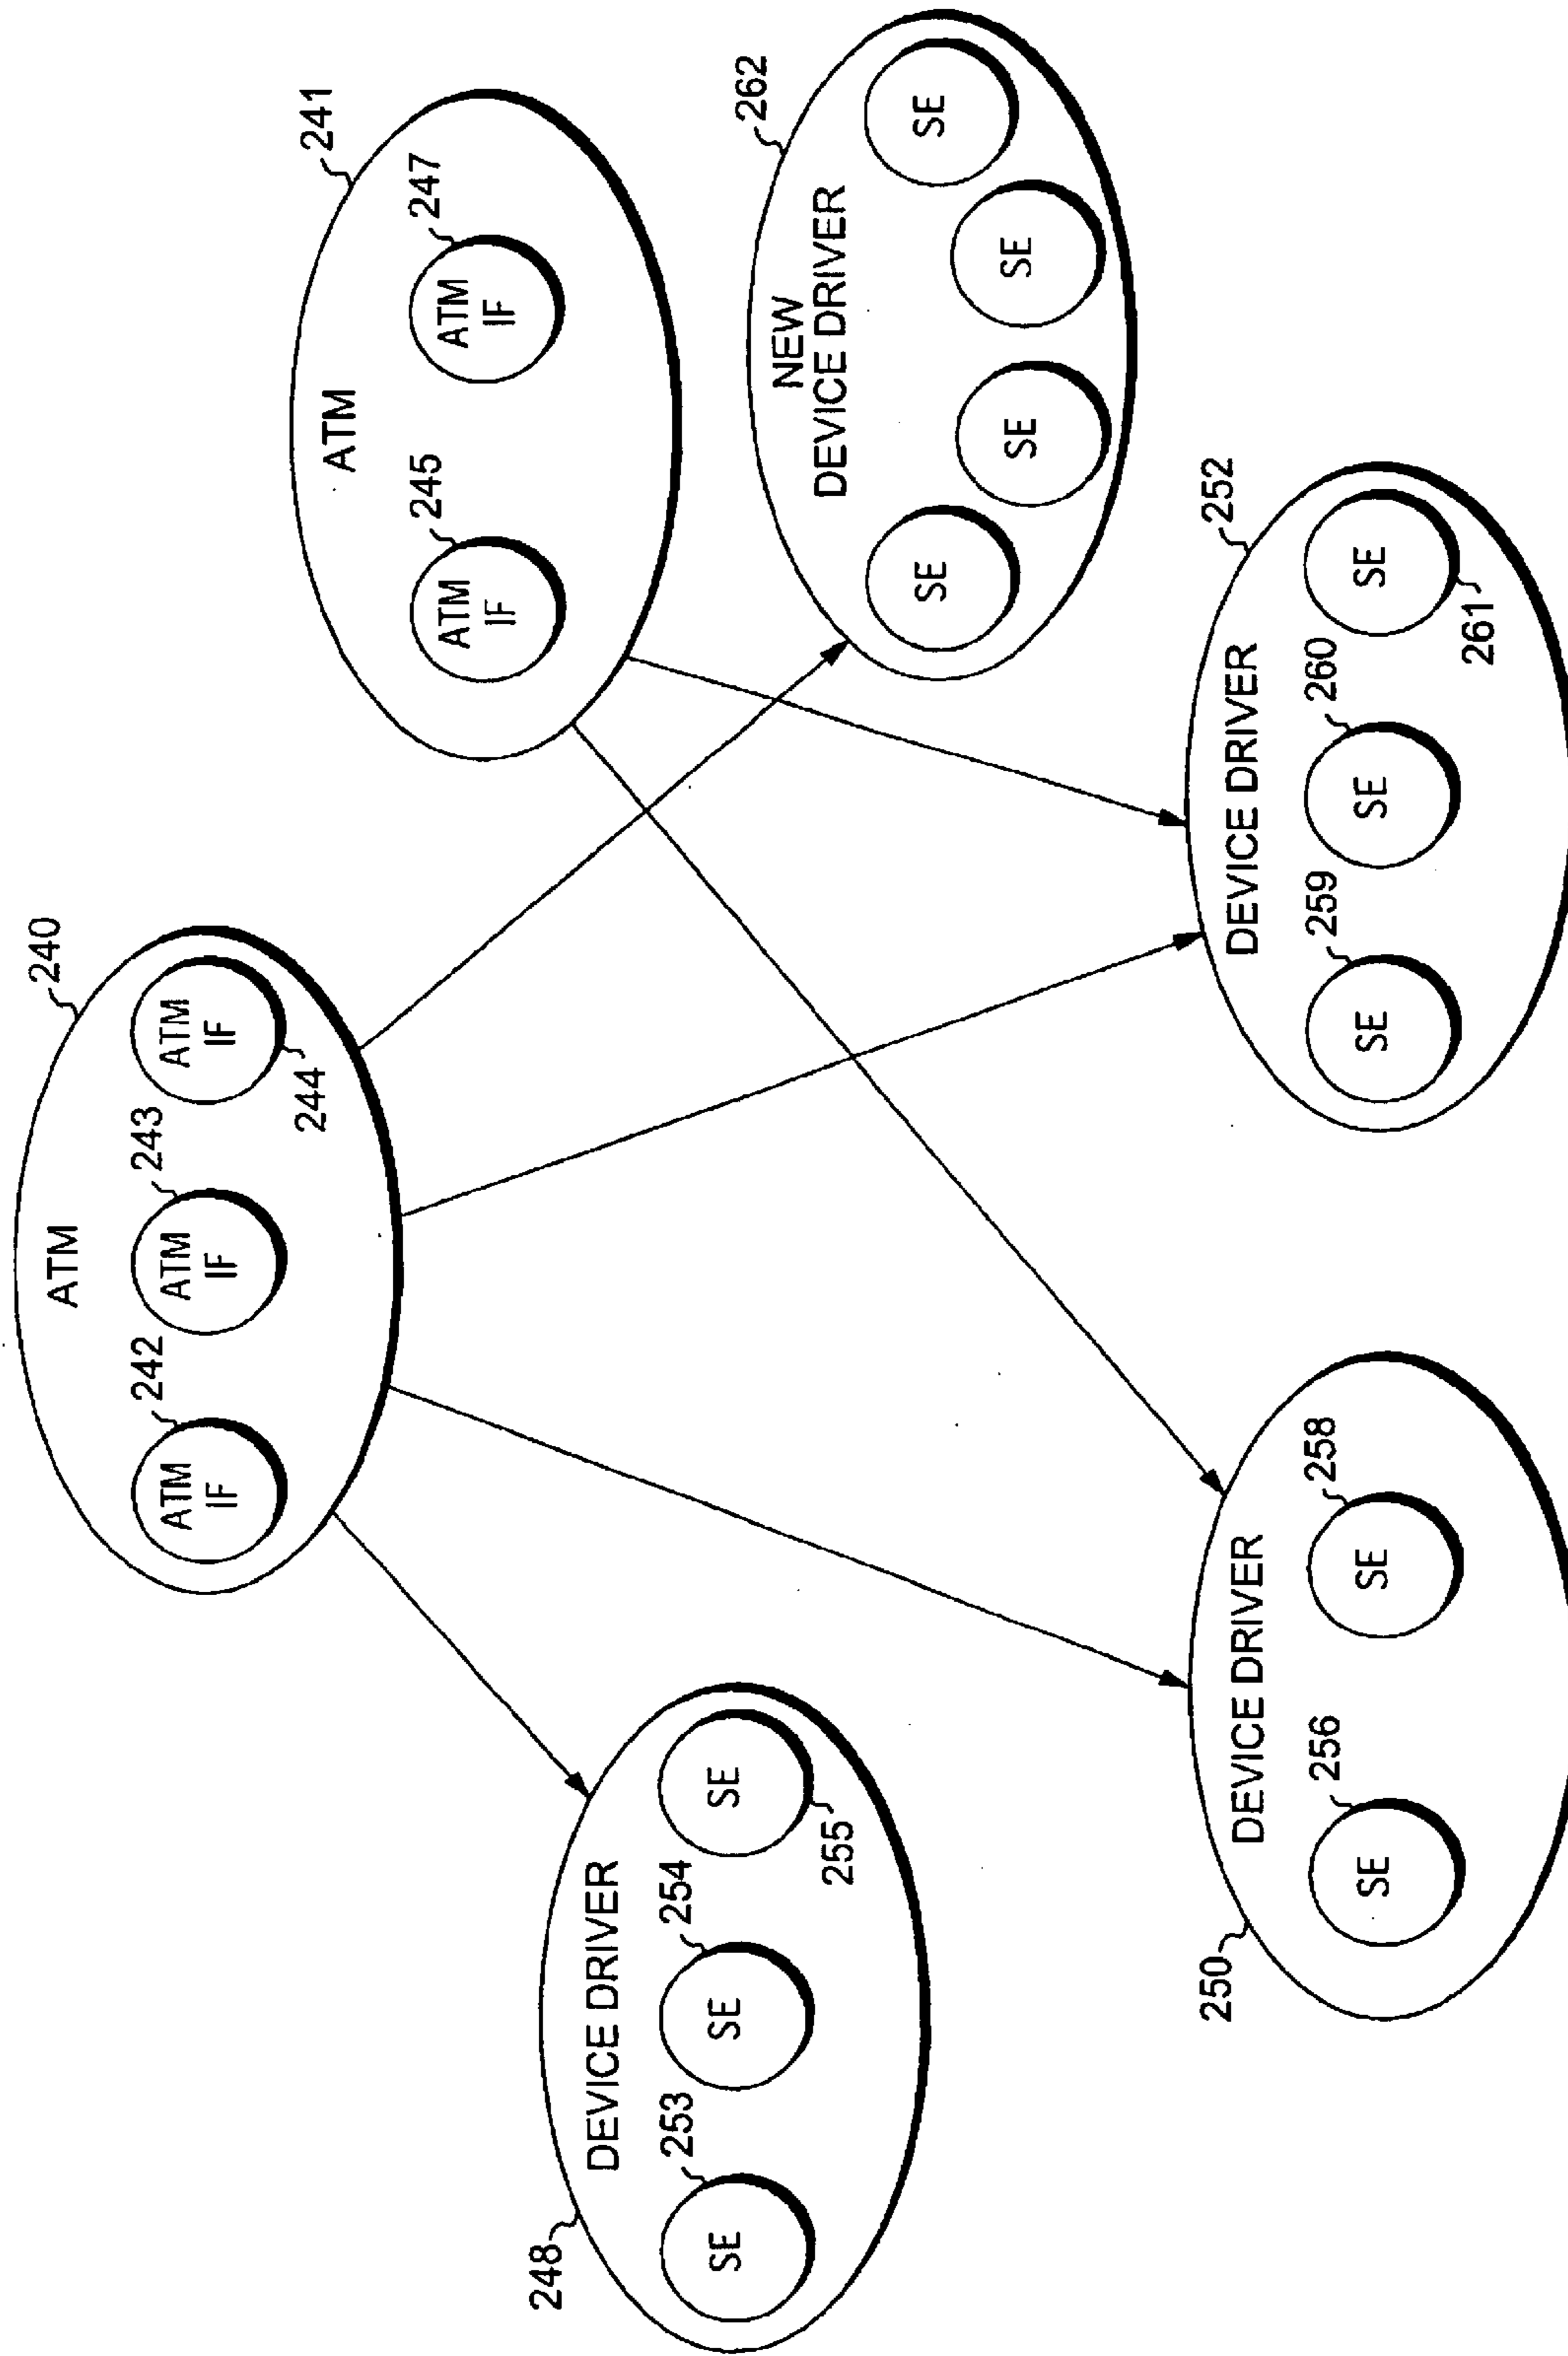 240
ATM
242
243
ATM
IF
ATM
IF
ATM
IF
244
241
ATM
245
247
ATM
IF
ATM
IF
248
DEVICE DRIVER
253
254
SE
SE
SE
255
262
NEW
DEVICE DRIVER
SE
SE
SE
SE
250
DEVICE DRIVER
256
258
SE
SE
252
DEVICE DRIVER
259
260
SE
SE
SE
261